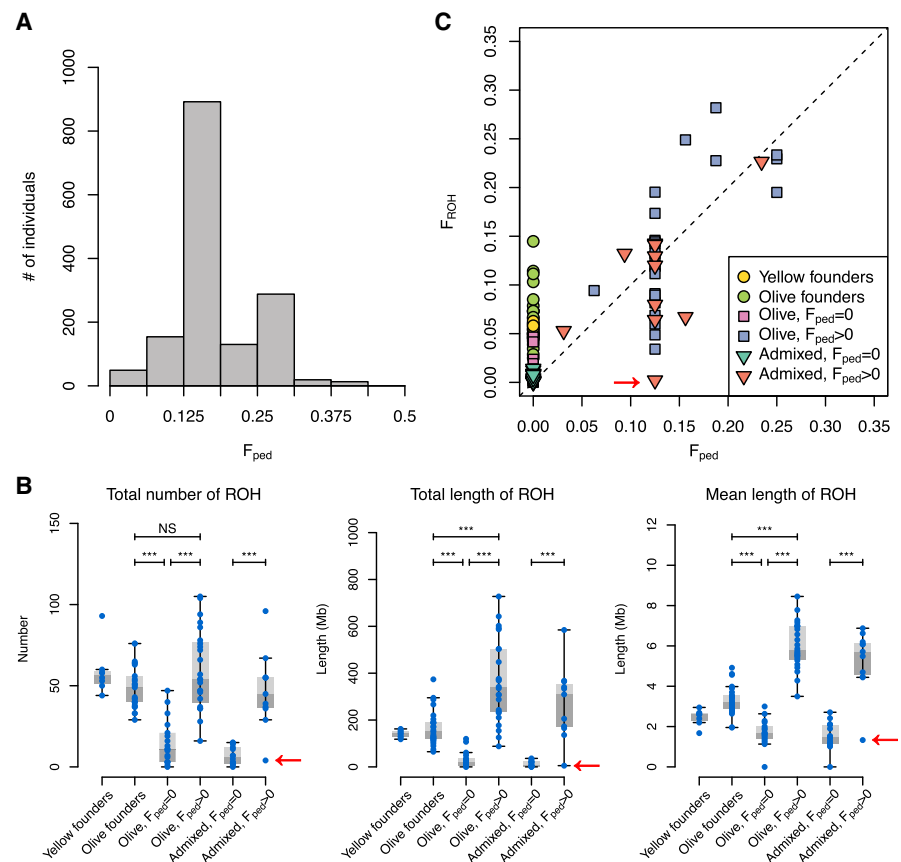 A
1000
800
600
400
200
0
# of individuals
0 0.125 0.25 0.375 0.5
Fped
C
0.35
0.30
0.25
0.20
0.15
0.10
0.05
0.00
FROH
Yellow founders
Olive founders
Olive, Fped=0
Olive, Fped>0
Admixed, Fped=0
Admixed, Fped>0
0.00 0.05 0.10 0.15 0.20 0.25 0.30 0.35
Fped
B
Total number of ROH
150
100
50
0
Number
NS
*** *** ***
Yellow founders
Olive founders
Olive, Fped=0
Olive, Fped>0
Admixed, Fped=0
Admixed, Fped>0
Total length of ROH
1000
800
600
400
200
0
Length (Mb)
***
*** *** ***
Yellow founders
Olive founders
Olive, Fped=0
Olive, Fped>0
Admixed, Fped=0
Admixed, Fped>0
Mean length of ROH
12
10
8
6
4
2
0
Length (Mb)
***
*** *** ***
Yellow founders
Olive founders
Olive, Fped=0
Olive, Fped>0
Admixed, Fped=0
Admixed, Fped>0